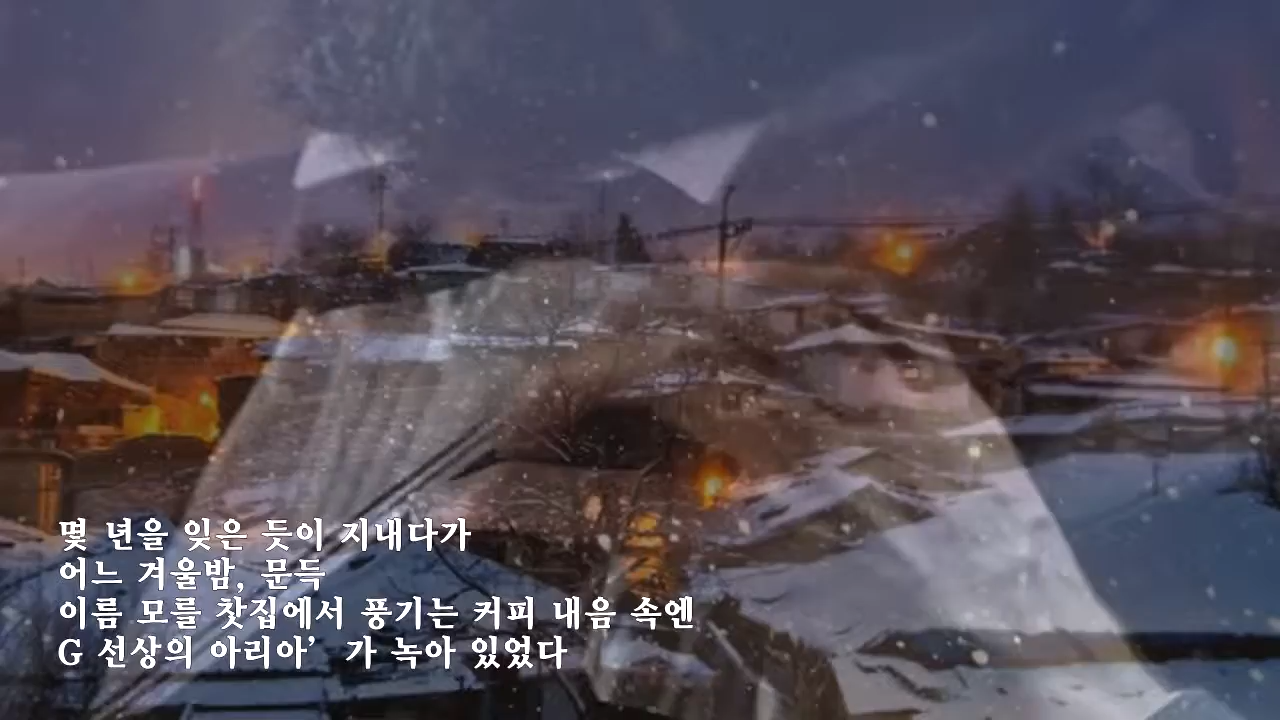 몇 년을 잊은 듯이 지내다가
어느 겨울밤, 문득
이름 모를 찻집에서 풍기는 커피 내음 속엔
G 선상의 아리아’ 가 녹아 있었다